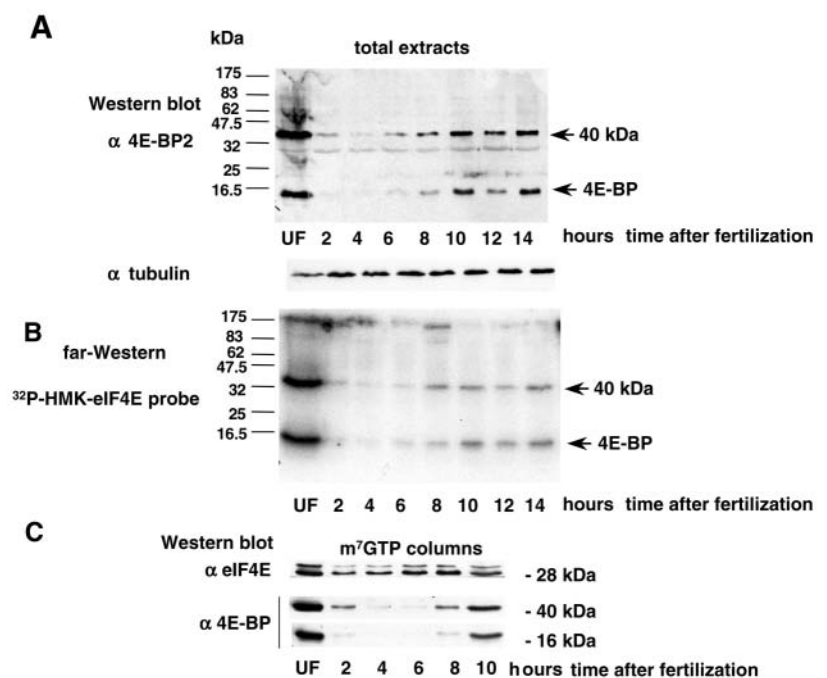 A
kDa
total extracts
175
83
62
47.5
32
25
16.5
Western blot
α 4E-BP2
40 kDa
4E-BP
UF 2 4 6 8 10 12 14 hours time after fertilization
α tubulin
B
far-Western
³²P-HMK-eIF4E probe
175
83
62
47.5
32
25
16.5
40 kDa
4E-BP
UF 2 4 6 8 10 12 14 hours time after fertilization
C
Western blot
m⁷GTP columns
α eIF4E
- 28 kDa
α 4E-BP
- 40 kDa
- 16 kDa
UF 2 4 6 8 10 hours time after fertilization